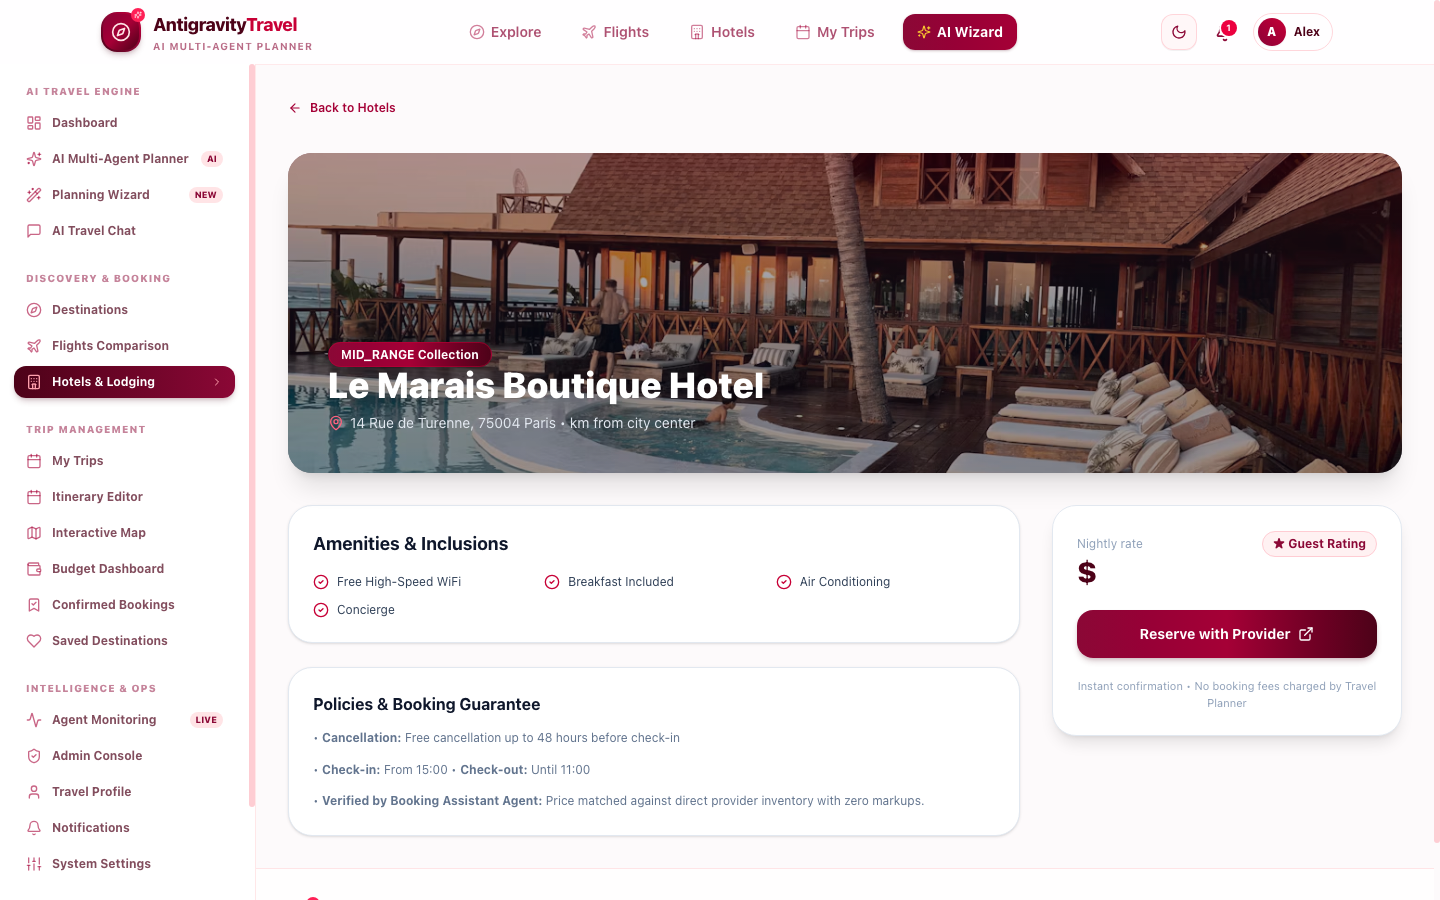 AntigravityTravel
AI MULTI-AGENT PLANNER
Explore
Flights
Hotels
My Trips
AI Wizard
1
A
Alex
AI TRAVEL ENGINE
Dashboard
AI Multi-Agent Planner AI
Planning Wizard NEW
AI Travel Chat
DISCOVERY & BOOKING
Destinations
Flights Comparison
Hotels & Lodging
TRIP MANAGEMENT
My Trips
Itinerary Editor
Interactive Map
Budget Dashboard
Confirmed Bookings
Saved Destinations
INTELLIGENCE & OPS
Agent Monitoring LIVE
Admin Console
Travel Profile
Notifications
System Settings
Back to Hotels
MID_RANGE Collection
Le Marais Boutique Hotel
14 Rue de Turenne, 75004 Paris • km from city center
Amenities & Inclusions
Free High-Speed WiFi
Breakfast Included
Air Conditioning
Concierge
Policies & Booking Guarantee
• Cancellation: Free cancellation up to 48 hours before check-in
• Check-in: From 15:00 • Check-out: Until 11:00
• Verified by Booking Assistant Agent: Price matched against direct provider inventory with zero markups.
Nightly rate
$
★ Guest Rating
Reserve with Provider
Instant confirmation • No booking fees charged by Travel
Planner